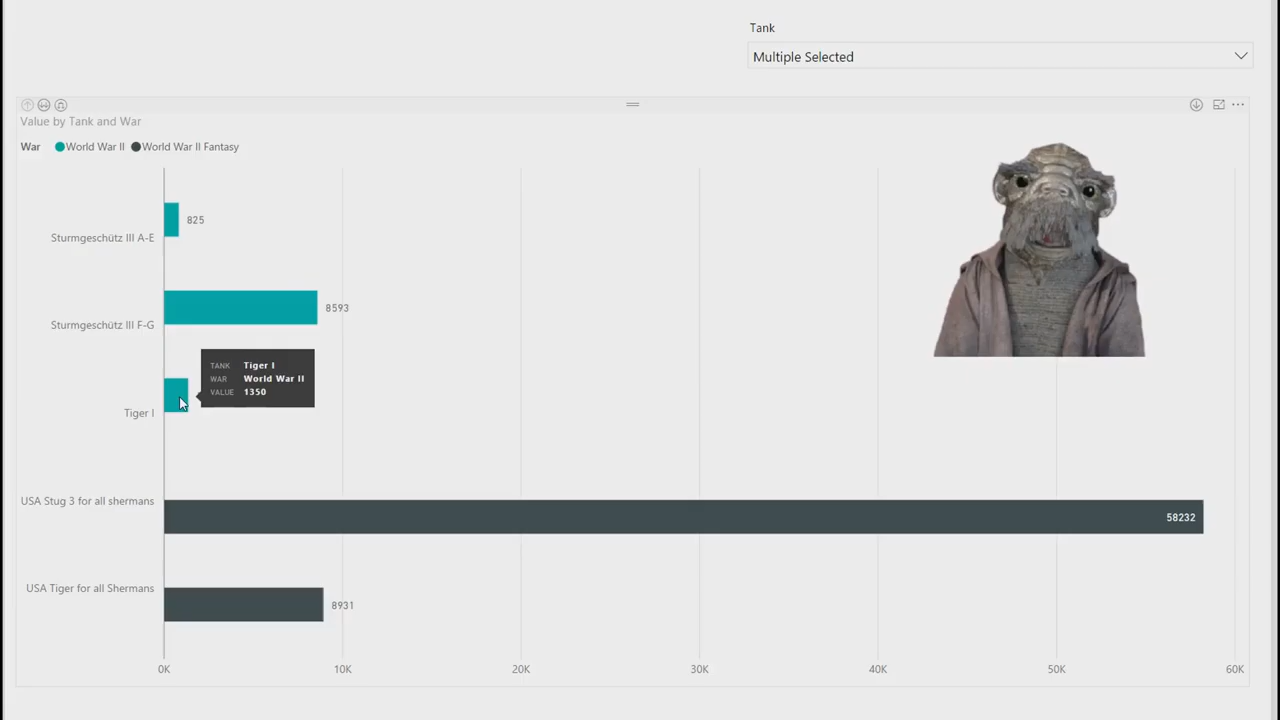 Tank
Multiple Selected
Value by Tank and War
War World War II World War II Fantasy
Sturmgeschütz III A-E
825
Sturmgeschütz III F-G
8593
TANK Tiger I
WAR World War II
VALUE 1350
Tiger I
USA Stug 3 for all shermans
58232
USA Tiger for all Shermans
8931
0K 10K 20K 30K 40K 50K 60K